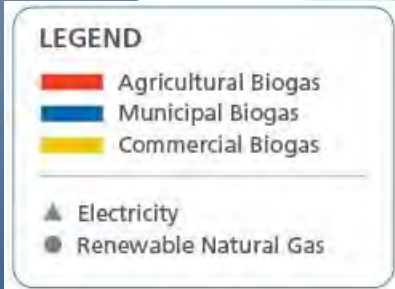 LEGEND
Agricultural Biogas
Municipal Biogas
Commercial Biogas
Electricity
Renewable Natural Gas